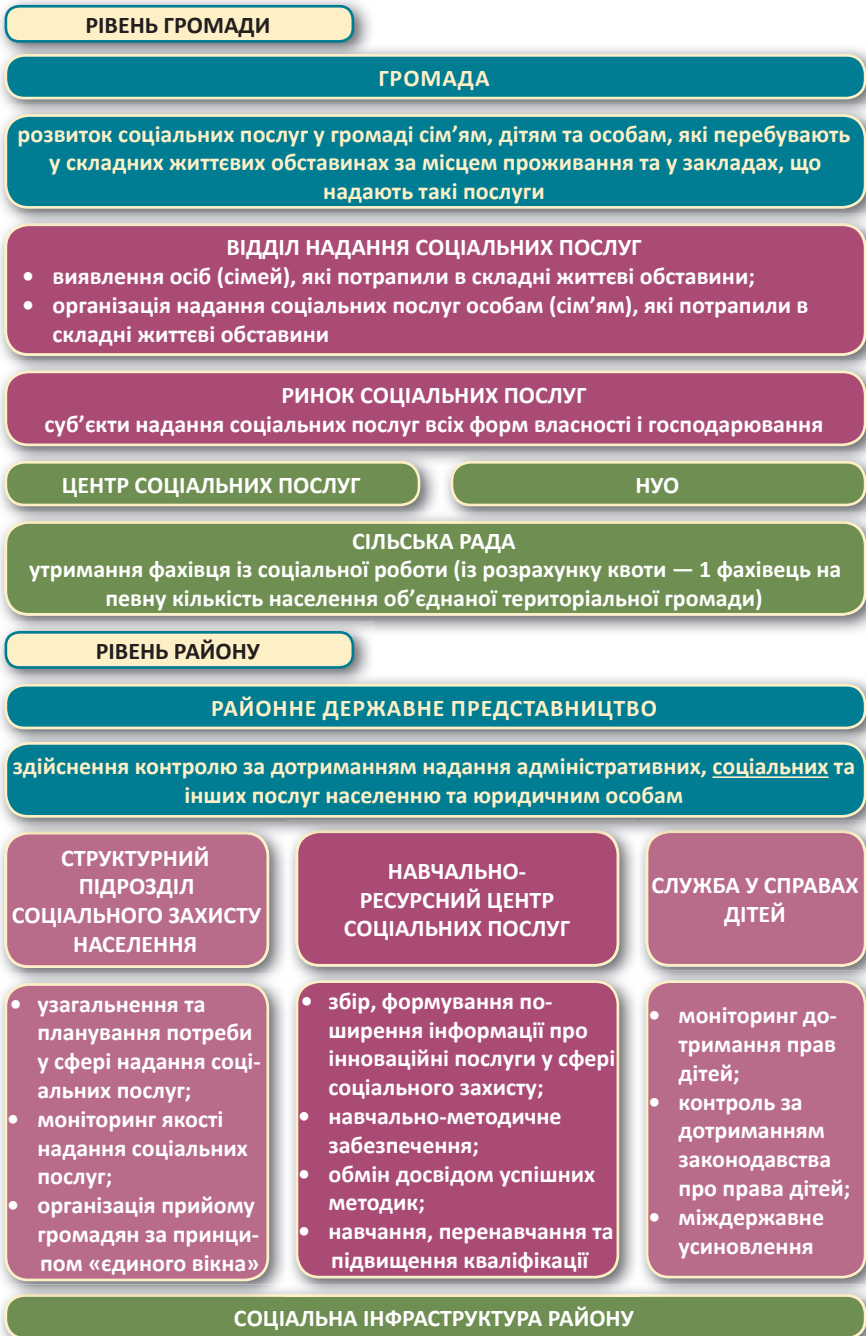 РІВЕНЬ ГРОМАДИ
ГРОМАДА
розвиток соціальних послуг у громаді сім’ям, дітям та особам, які перебувають
у складних життєвих обставинах за місцем проживання та у закладах, що
надають такі послуги
ВІДДІЛ НАДАННЯ СОЦІАЛЬНИХ ПОСЛУГ
• виявлення осіб (сімей), які потрапили в складні життєві обставини;
• організація надання соціальних послуг особам (сім’ям), які потрапили в
складні життєві обставини
РИНОК СОЦІАЛЬНИХ ПОСЛУГ
суб’єкти надання соціальних послуг всіх форм власності і господарювання
ЦЕНТР СОЦІАЛЬНИХ ПОСЛУГ
НУО
СІЛЬСЬКА РАДА
утримання фахівця із соціальної роботи (із розрахунку квоти — 1 фахівець на
певну кількість населення об’єднаної територіальної громади)
РІВЕНЬ РАЙОНУ
РАЙОННЕ ДЕРЖАВНЕ ПРЕДСТАВНИЦТВО
здійснення контролю за дотриманням надання адміністративних, соціальних та
інших послуг населенню та юридичним особам
СТРУКТУРНИЙ
ПІДРОЗДІЛ
СОЦІАЛЬНОГО ЗАХИСТУ
НАСЕЛЕННЯ
• узагальнення та
планування потреби
у сфері надання соці-
альних послуг;
• моніторинг якості
надання соціальних
послуг;
• організація прийому
громадян за принци-
пом «єдиного вікна»
НАВЧАЛЬНО-
РЕСУРСНИЙ ЦЕНТР
СОЦІАЛЬНИХ ПОСЛУГ
• збір, формування по-
ширення інформації про
інноваційні послуги у сфері
соціального захисту;
• навчально-методичне
забезпечення;
• обмін досвідом успішних
методик;
• навчання, перенавчання та
підвищення кваліфікації
СЛУЖБА У СПРАВАХ
ДІТЕЙ
• моніторинг до-
тримання прав
дітей;
• контроль за
дотриманням
законодавства
про права дітей;
• міждержавне
усиновлення
СОЦІАЛЬНА ІНФРАСТРУКТУРА РАЙОНУ